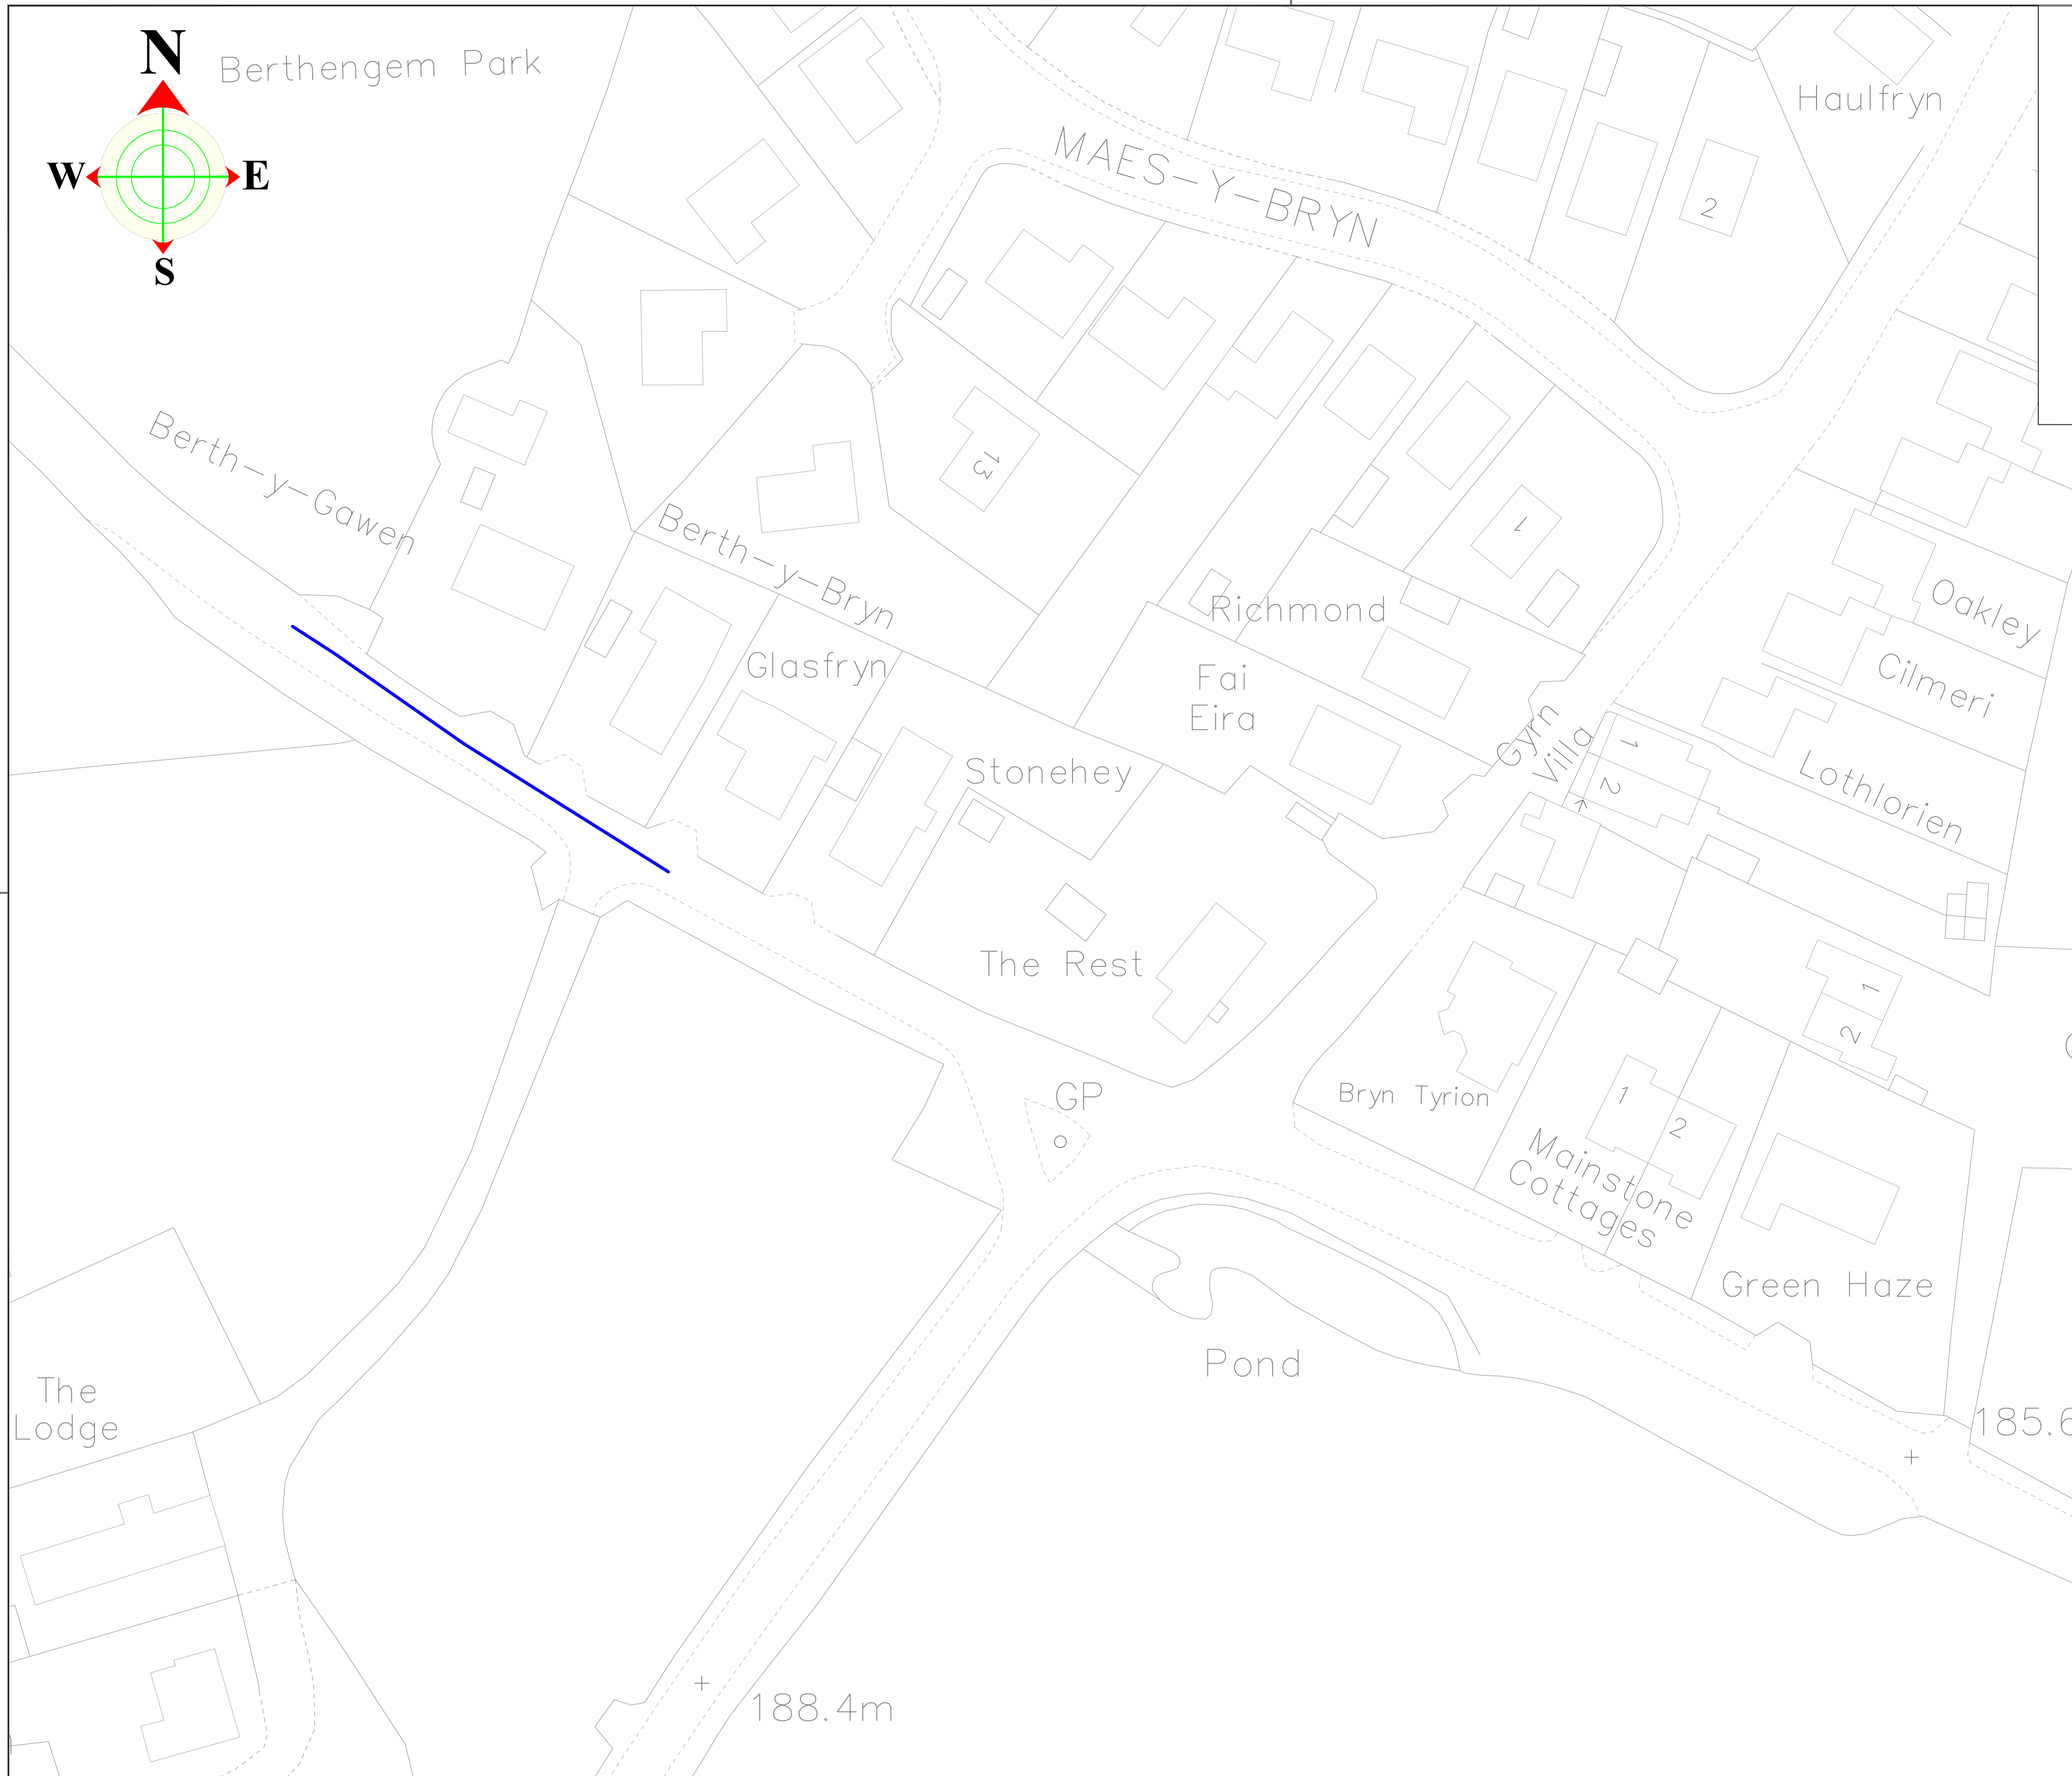 N
Berthengem Park
Haulfryn
MAES-Y-BRYN
W
E
2
S
Berth-y-Gawen
13
Berth-y-Bryn
1
Richmond
Oakley
Glasfryn
Fai
Eira
Cilmeri
Gyrn
Villa
1
2
Stonehey
Lothlorien
The Rest
1
2
GP
Bryn Tyrion
1
2
Mainstone
Cottages
Green Haze
Pond
The
Lodge
185.6
188.4m